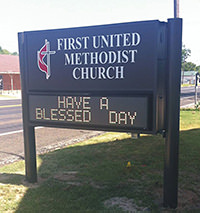 FIRST UNITED
METHODIST
CHURCH
HAVE A
BLESSED DAY